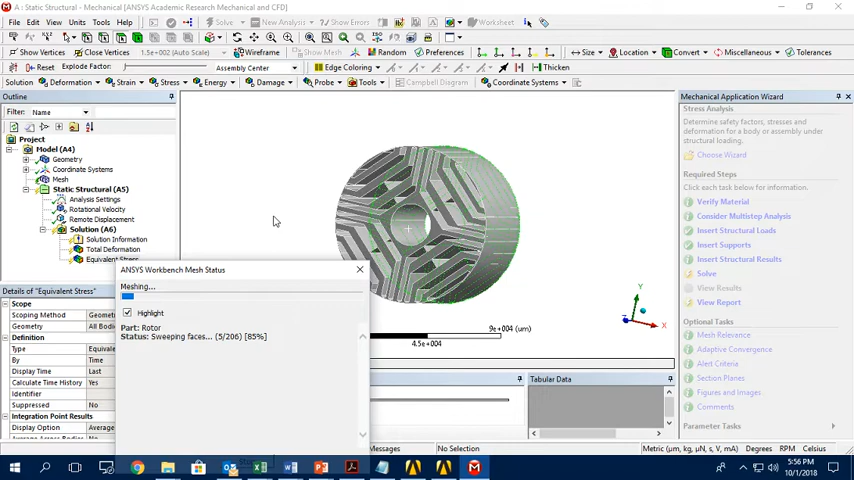 A : Static Structural - Mechanical [ANSYS Academic Research Mechanical and CFD]
File Edit View Units Tools Help Solve New Analysis Show Errors Worksheet
Show Vertices Close Vertices 1.5e+002 (Auto Scale) Wireframe Show Mesh Random Preferences Size Location Convert Miscellaneous Tolerances
Reset Explode Factor: Assembly Center Edge Coloring Thicken
Solution Deformation Strain Stress Energy Damage Probe Tools Campbell Diagram Coordinate Systems
Outline
Filter: Name
Project
Model (A4)
Geometry
Coordinate Systems
Mesh
Static Structural (A5)
Analysis Settings
Rotational Velocity
Remote Displacement
Solution (A6)
Solution Information
Total Deformation
Equivalent Stress
Details of "Equivalent Stress"
Scope
Scoping Method Geome
Geometry All Bod
Definition
Type Equivale
By Time
Display Time Last
Calculate Time History Yes
Identifier
Suppressed No
Integration Point Results
Display Option Average
Average Across Bodies No
ANSYS Workbench Mesh Status
Meshing...
Highlight
Part: Rotor
Status: Sweeping faces... (5/206) [85%]
9e+004 (um)
4.5e+004
Y
X
Z
Tabular Data
Mechanical Application Wizard
Stress Analysis
Determine safety factors, stresses and
deformation for a body or assembly under
structural loading.
Choose Wizard
Required Steps
Click each task below for information.
Verify Material
Consider Multistep Analysis
Insert Structural Loads
Insert Supports
Insert Structural Results
Solve
View Results
View Report
Optional Tasks
Mesh Relevance
Adaptive Convergence
Alert Criteria
Section Planes
Figures and Images
Comments
Parameter Tasks
Messages No Selection Metric (µm, kg, µN, s, V, mA) Degrees RPM Celsius
5:56 PM
10/1/2018